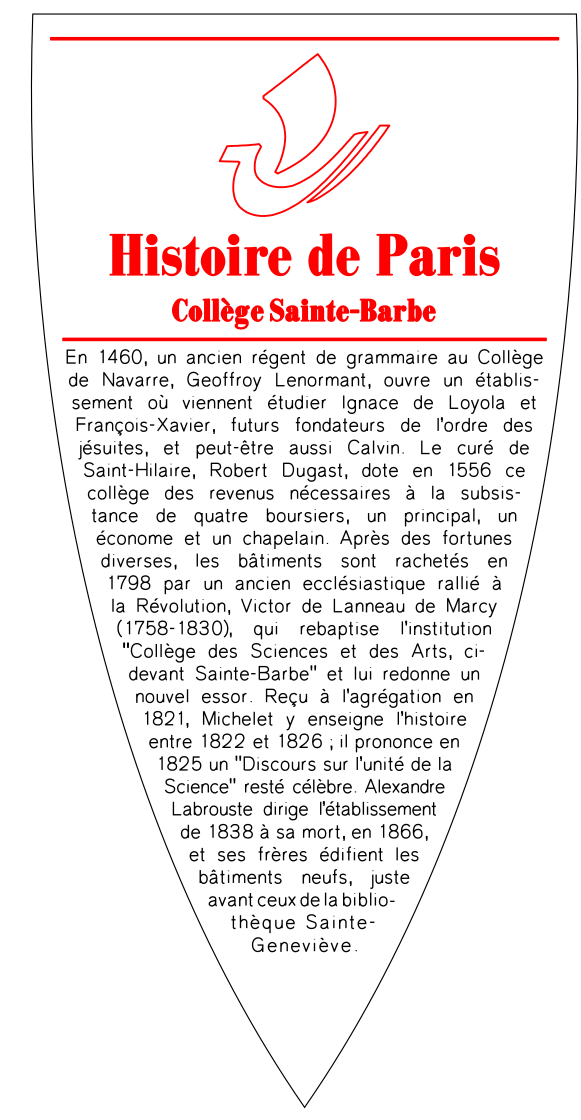 Histoire de Paris
Collège Sainte-Barbe
En 1460, un ancien régent de grammaire au Collège
de Navarre, Geoffroy Lenormant, ouvre un établis-
sement où viennent étudier Ignace de Loyola et
François-Xavier, futurs fondateurs de l'ordre des
jésuites, et peut-être aussi Calvin. Le curé de
Saint-Hilaire, Robert Dugast, dote en 1556 ce
collège des revenus nécessaires à la subsis-
tance de quatre boursiers, un principal, un
économe et un chapelain. Après des fortunes
diverses, les bâtiments sont rachetés en
1798 par un ancien ecclésiastique rallié à
la Révolution, Victor de Lanneau de Marcy
(1758-1830), qui rebaptise l'institution
"Collège des Sciences et des Arts, ci-
devant Sainte-Barbe" et lui redonne un
nouvel essor. Reçu à l'agrégation en
1821, Michelet y enseigne l'histoire
entre 1822 et 1826 ; il prononce en
1825 un "Discours sur l'unité de la
Science" resté célèbre. Alexandre
Labrouste dirige l'établissement
de 1838 à sa mort, en 1866,
et ses frères édifient les
bâtiments neufs, juste
avant ceux de la biblio-
thèque Sainte-
Geneviève.